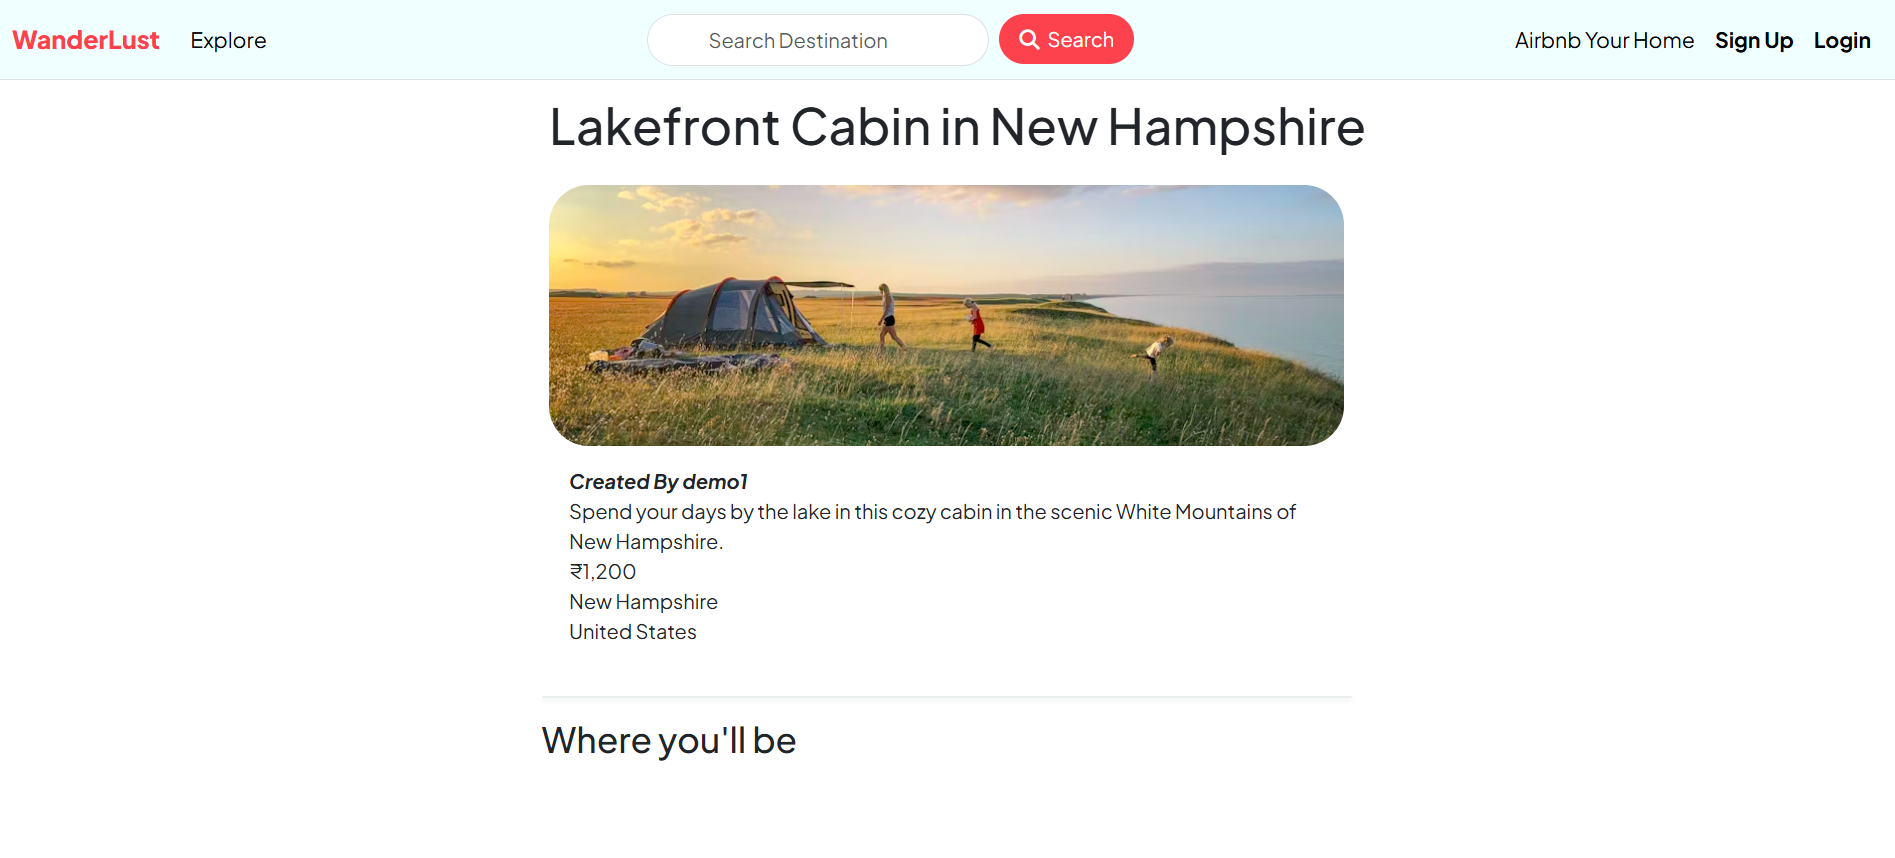 WanderLust Explore Search Destination Search Airbnb Your Home Sign Up Login
Lakefront Cabin in New Hampshire
Created By demo1
Spend your days by the lake in this cozy cabin in the scenic White Mountains of
New Hampshire.
₹1,200
New Hampshire
United States
Where you'll be